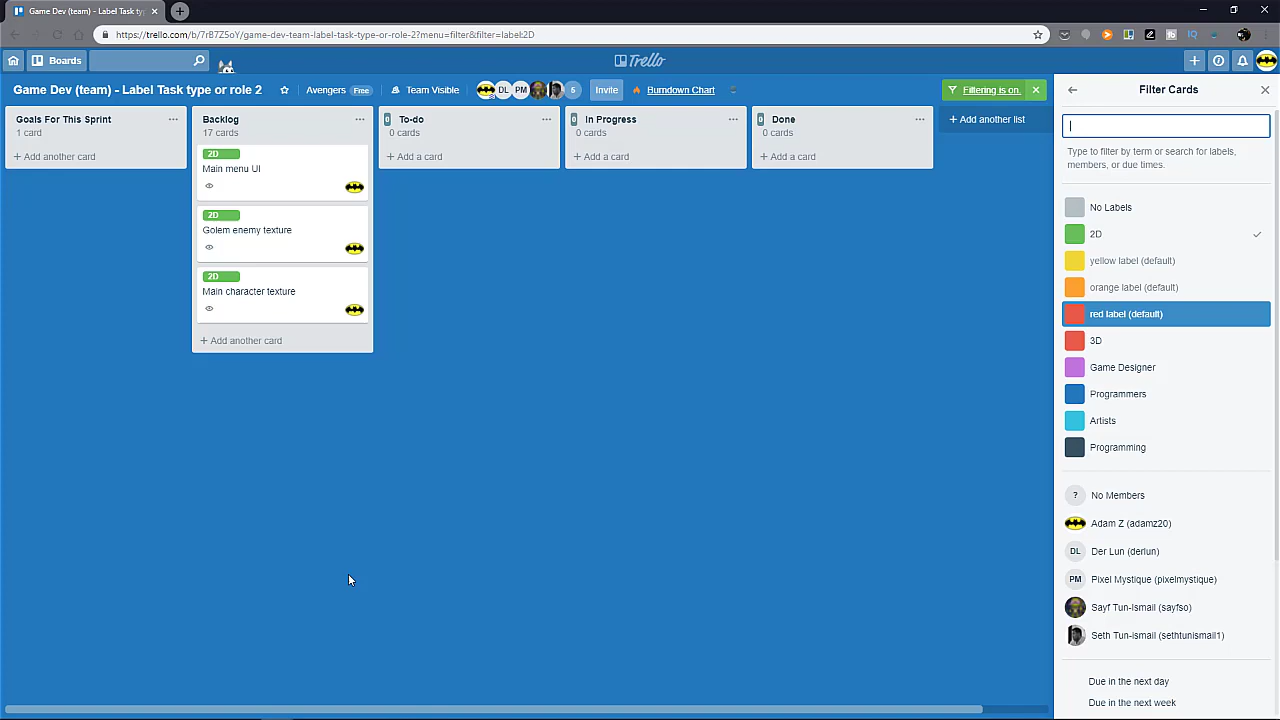 Game Dev (team) - Label Task ty
https://trello.com/b/7rB7Z5oY/game-dev-team-label-task-type-or-role-2?menu=filter&filter=label:2D
Boards
Trello
Game Dev (team) - Label Task type or role 2
Avengers Free
Team Visible
DL
PM
5
Invite
Burndown Chart
Filtering is on.
Filter Cards
Goals For This Sprint
1 card
+ Add another card
Backlog
17 cards
2D
Main menu UI
2D
Golem enemy texture
2D
Main character texture
+ Add another card
0 To-do
0 cards
+ Add a card
0 In Progress
0 cards
+ Add a card
0 Done
0 cards
+ Add a card
+ Add another list
Type to filter by term or search for labels,
members, or due times.
No Labels
2D
yellow label (default)
orange label (default)
red label (default)
3D
Game Designer
Programmers
Artists
Programming
? No Members
Adam Z (adamz20)
DL Der Lun (derlun)
PM Pixel Mystique (pixelmystique)
Sayf Tun-Ismail (sayfso)
Seth Tun-ismail (sethtunismail1)
Due in the next day
Due in the next week